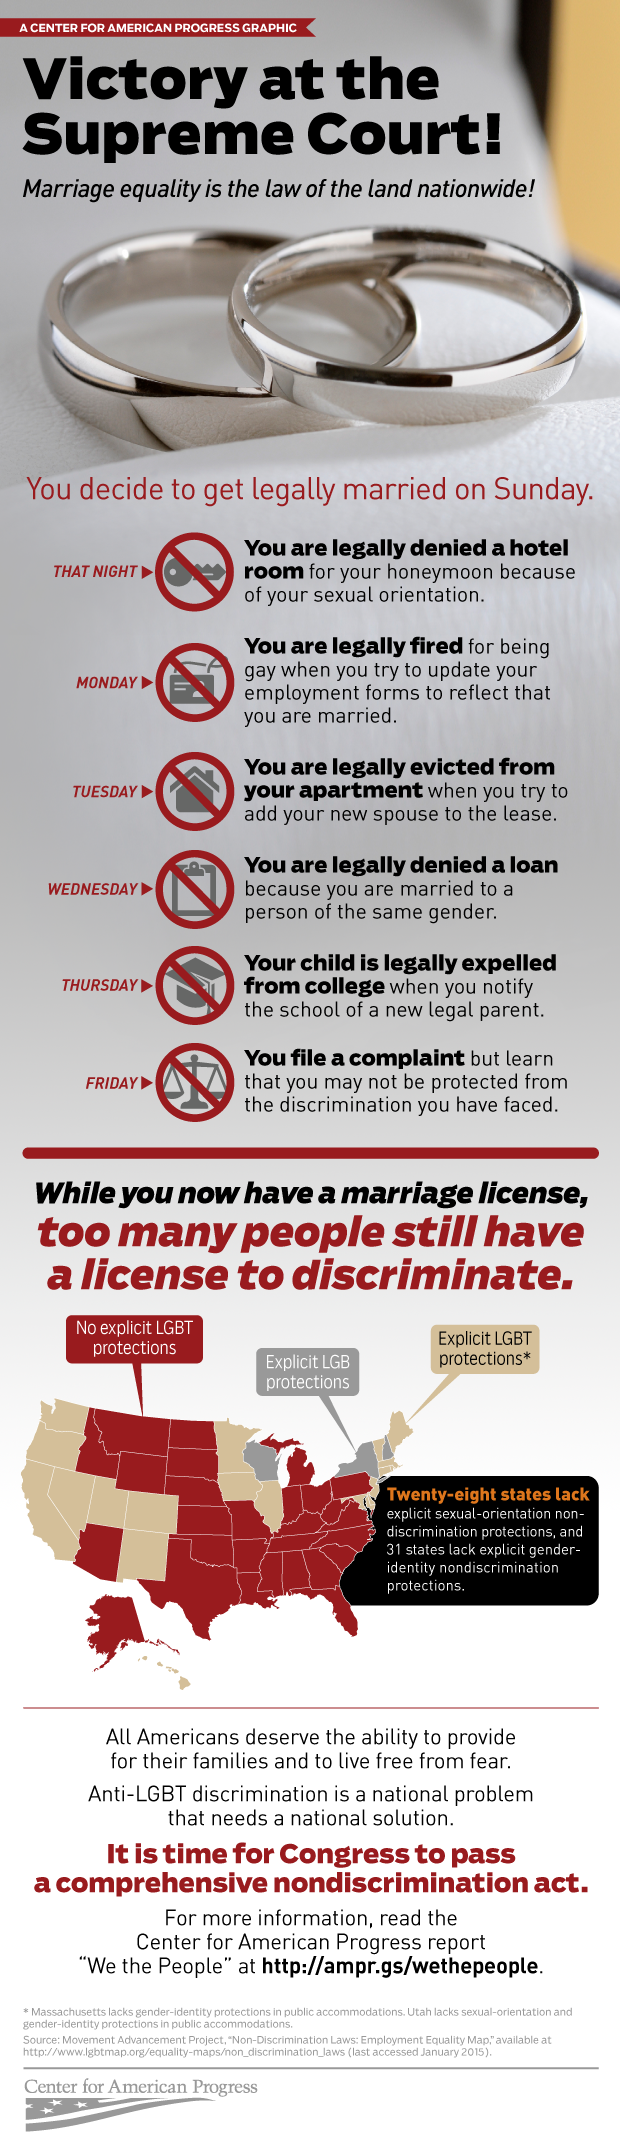 A CENTER FOR AMERICAN PROGRESS GRAPHIC
Victory at the
Supreme Court!
Marriage equality is the law of the land nationwide!
You decide to get legally married on Sunday.
THAT NIGHT
You are legally denied a hotel
room for your honeymoon because
of your sexual orientation.
MONDAY
You are legally fired for being
gay when you try to update your
employment forms to reflect that
you are married.
TUESDAY
You are legally evicted from
your apartment when you try to
add your new spouse to the lease.
WEDNESDAY
You are legally denied a loan
because you are married to a
person of the same gender.
THURSDAY
Your child is legally expelled
from college when you notify
the school of a new legal parent.
FRIDAY
You file a complaint but learn
that you may not be protected from
the discrimination you have faced.
While you now have a marriage license,
too many people still have
a license to discriminate.
No explicit LGBT
protections
Explicit LGB
protections
Explicit LGBT
protections*
Twenty-eight states lack
explicit sexual-orientation non-
discrimination protections, and
31 states lack explicit gender-
identity nondiscrimination
protections.
All Americans deserve the ability to provide
for their families and to live free from fear.
Anti-LGBT discrimination is a national problem
that needs a national solution.
It is time for Congress to pass
a comprehensive nondiscrimination act.
For more information, read the
Center for American Progress report
“We the People” at http://ampr.gs/wethepeople.
* Massachusetts lacks gender-identity protections in public accommodations. Utah lacks sexual-orientation and
gender-identity protections in public accommodations.
Source: Movement Advancement Project, “Non-Discrimination Laws: Employment Equality Map,” available at
http://www.lgbtmap.org/equality-maps/non_discrimination_laws (last accessed January 2015).
Center for American Progress